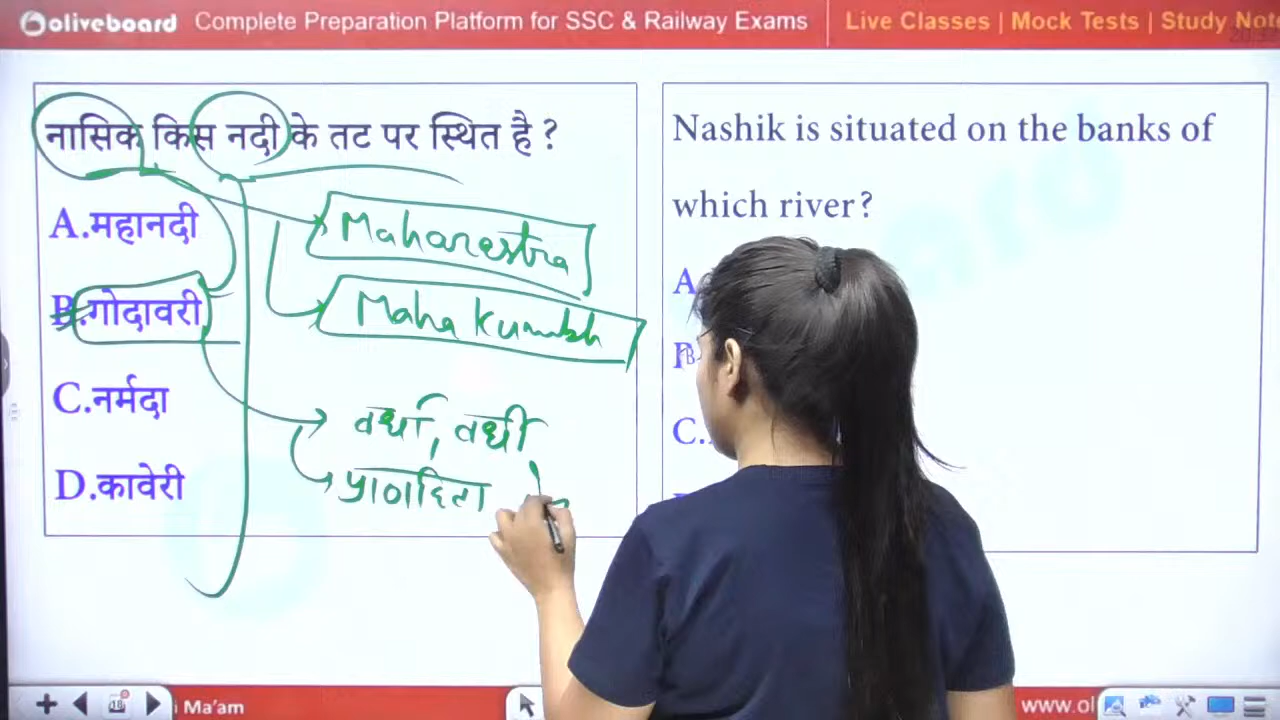 oliveboard Complete Preparation Platform for SSC & Railway Exams Live Classes | Mock Tests | Study Not
नासिक किस नदी के तट पर स्थित है ?
A.महानदी
B.गोदावरी
C.नर्मदा
D.कावेरी
Maharestra
Maha Kumbh
वर्धा, वर्धी
प्राणहिता
Nashik is situated on the banks of
which river?
A
B
C.
Ma'am
www.ol